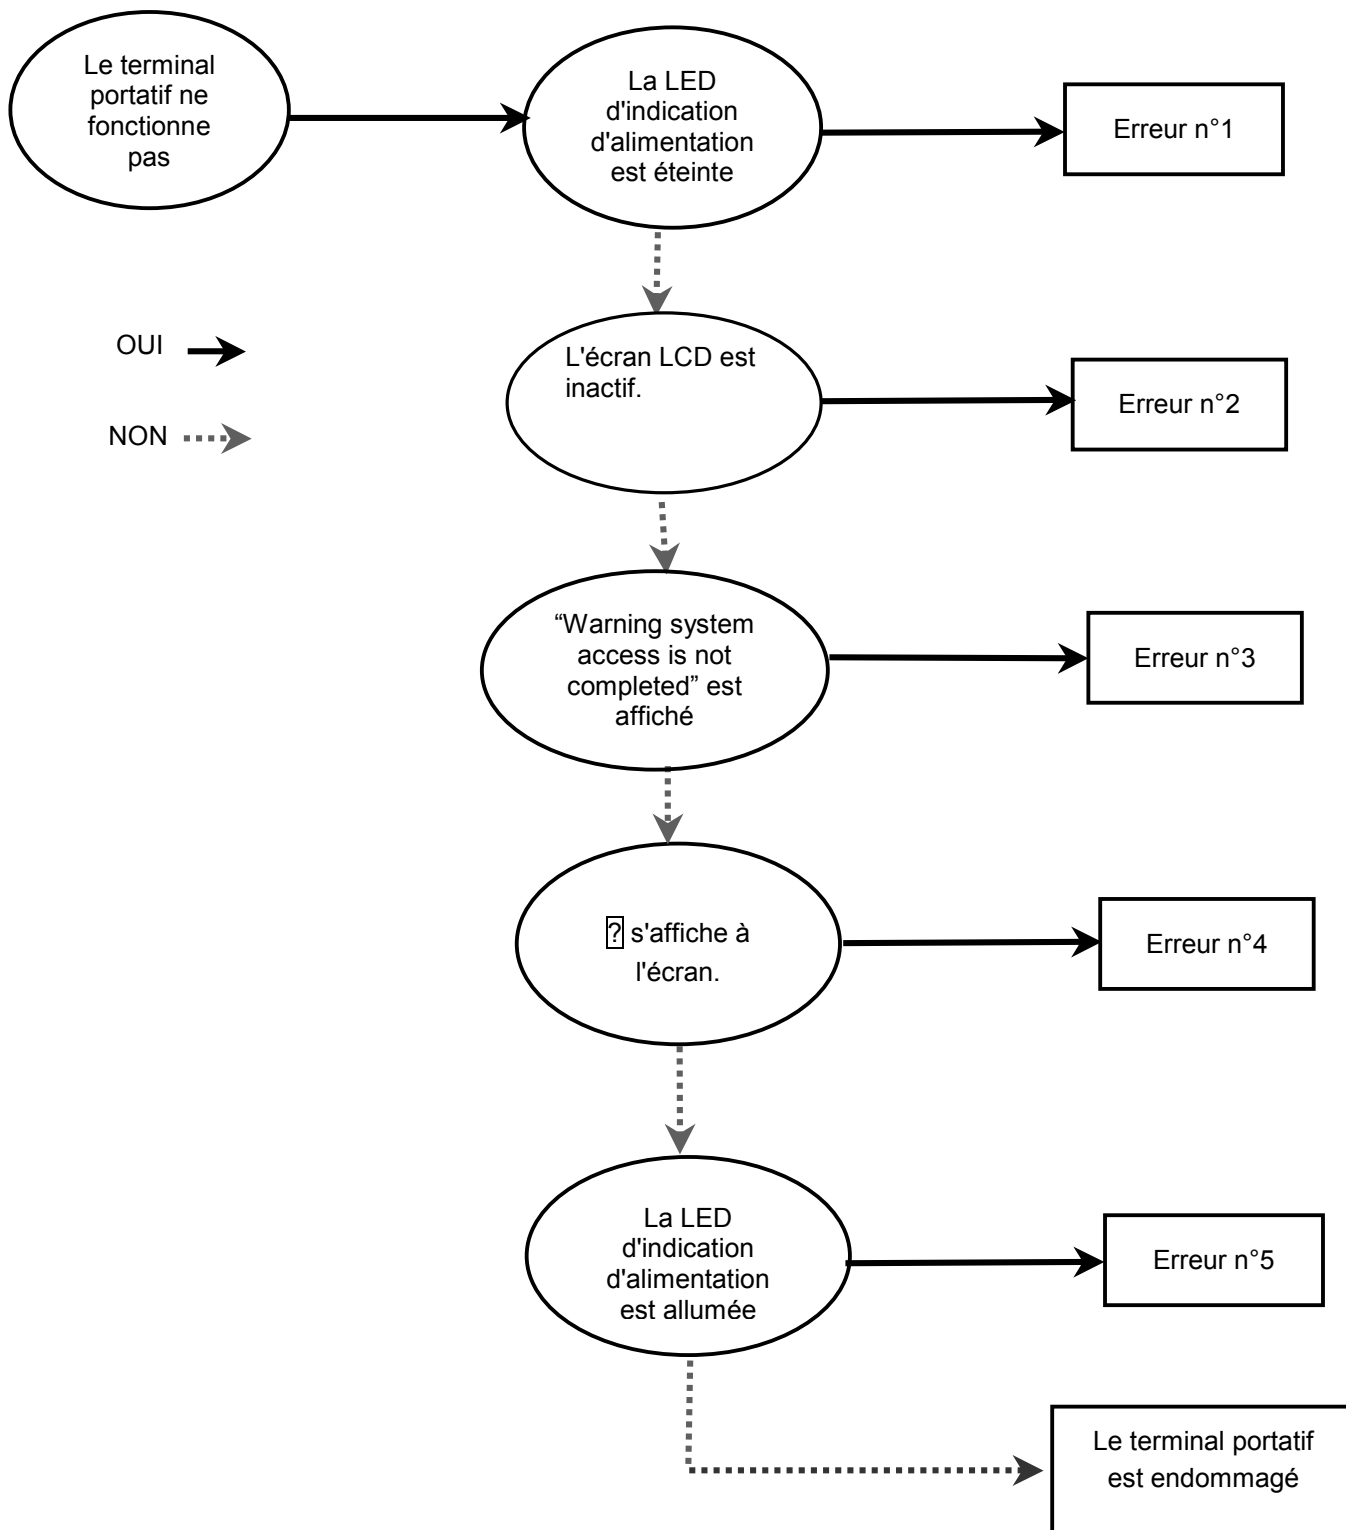 Le terminal
portatif ne
fonctionne
pas
La LED
d'indication
d'alimentation
est éteinte
Erreur n°1
OUI
NON
L'écran LCD est
inactif.
Erreur n°2
“Warning system
access is not
completed” est
affiché
Erreur n°3
? s'affiche à
l'écran.
Erreur n°4
La LED
d'indication
d'alimentation
est allumée
Erreur n°5
Le terminal portatif
est endommagé